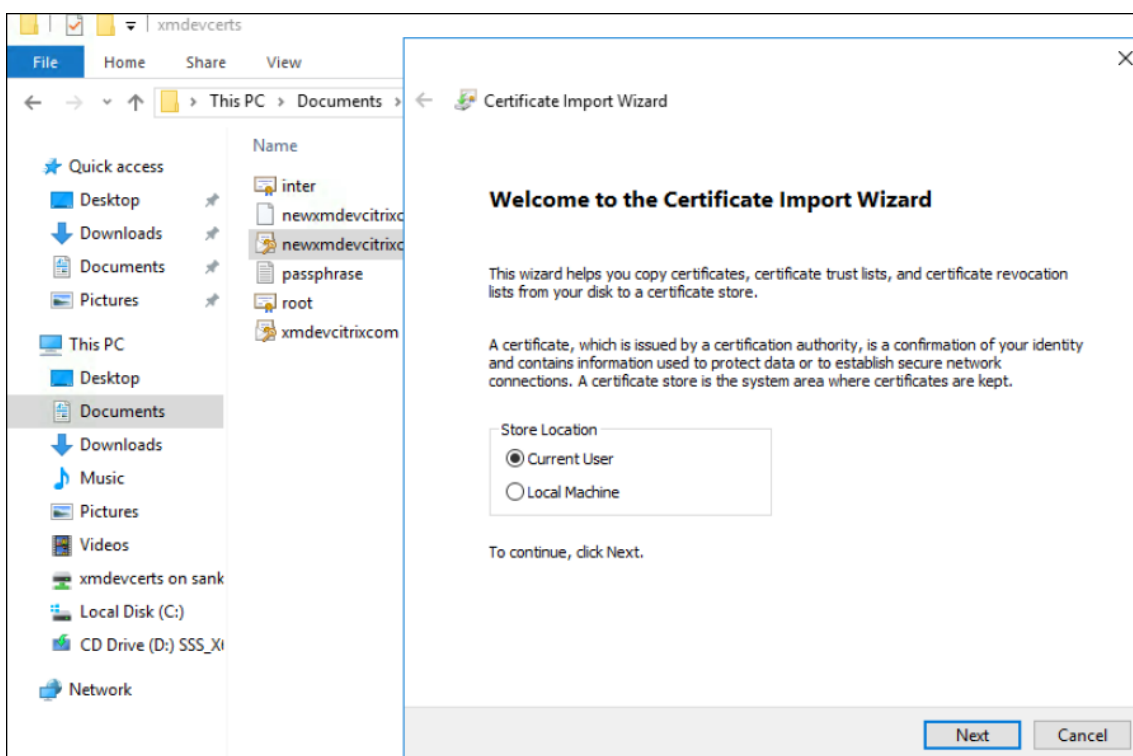 xmdevcerts
File Home Share View
This PC Documents
Certificate Import Wizard
Name
Quick access
Desktop
Downloads
Documents
Pictures
This PC
Desktop
Documents
Downloads
Music
Pictures
Videos
xmdevcerts on sank
Local Disk (C:)
CD Drive (D:) SSS_X
Network
inter
newxmdevcitrixc
newxmdevcitrixc
passphrase
root
xmdevcitrixcom
Welcome to the Certificate Import Wizard
This wizard helps you copy certificates, certificate trust lists, and certificate revocation
lists from your disk to a certificate store.
A certificate, which is issued by a certification authority, is a confirmation of your identity
and contains information used to protect data or to establish secure network
connections. A certificate store is the system area where certificates are kept.
Store Location
Current User
Local Machine
To continue, click Next.
Next Cancel